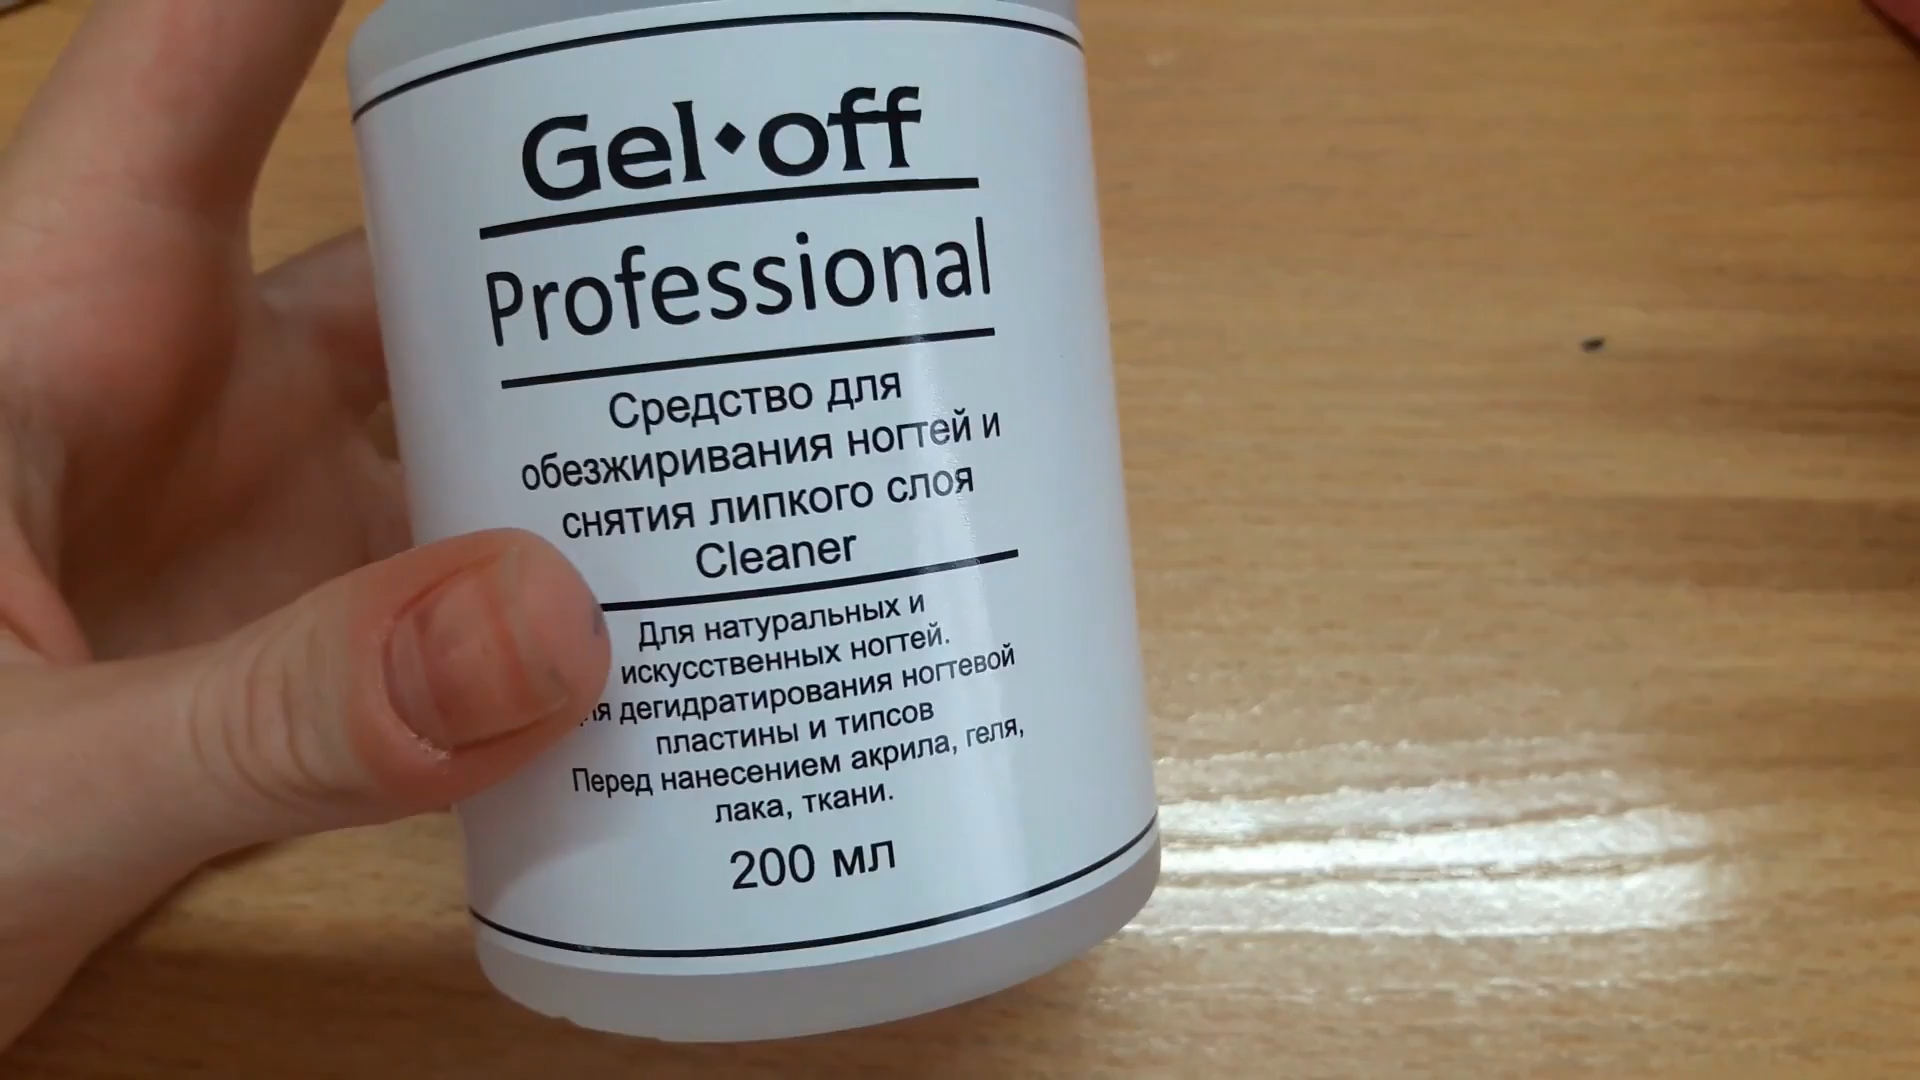 Gel•off
Professional
Средство для
обезжиривания ногтей и
снятия липкого слоя
Cleaner
Для натуральных и
искусственных ногтей.
дегидратирования ногтевой
пластины и типсов
Перед нанесением акрила, геля,
лака, ткани.
200 мл